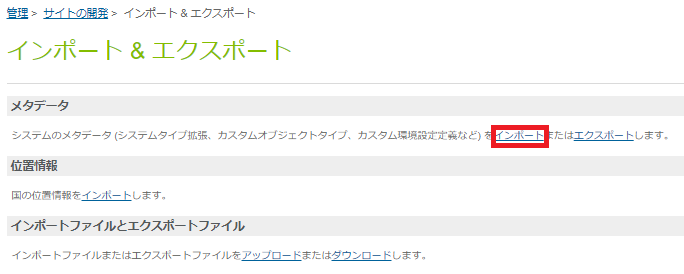 管理 > サイトの開発 > インポート & エクスポート
インポート & エクスポート
メタデータ
システムのメタデータ (システムタイプ拡張、カスタムオブジェクトタイプ、カスタム環境設定定義など) をインポートまたはエクスポートします。
位置情報
国の位置情報をインポートします。
インポートファイルとエクスポートファイル
インポートファイルまたはエクスポートファイルをアップロードまたはダウンロードします。